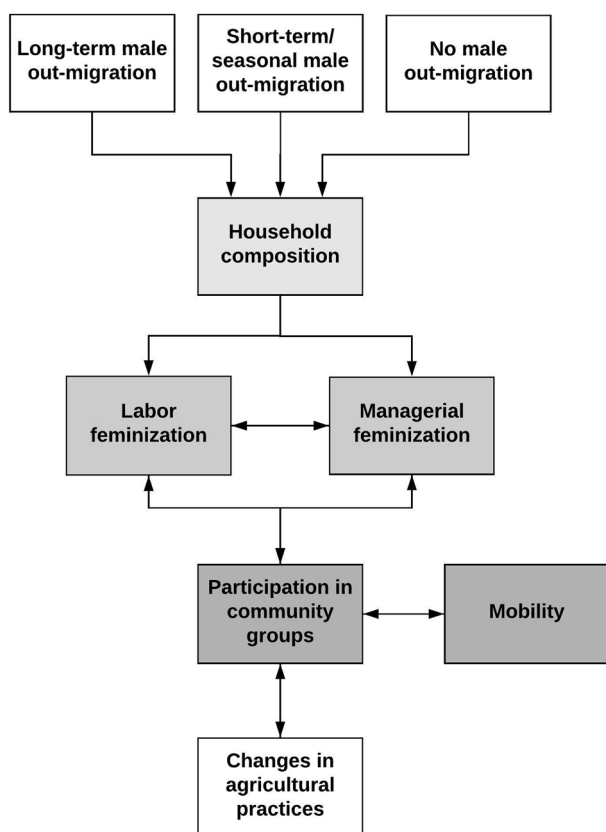 Long-term male
out-migration
Short-term/
seasonal male
out-migration
No male
out-migration
Household
composition
Labor
feminization
Managerial
feminization
Participation in
community
groups
Mobility
Changes in
agricultural
practices